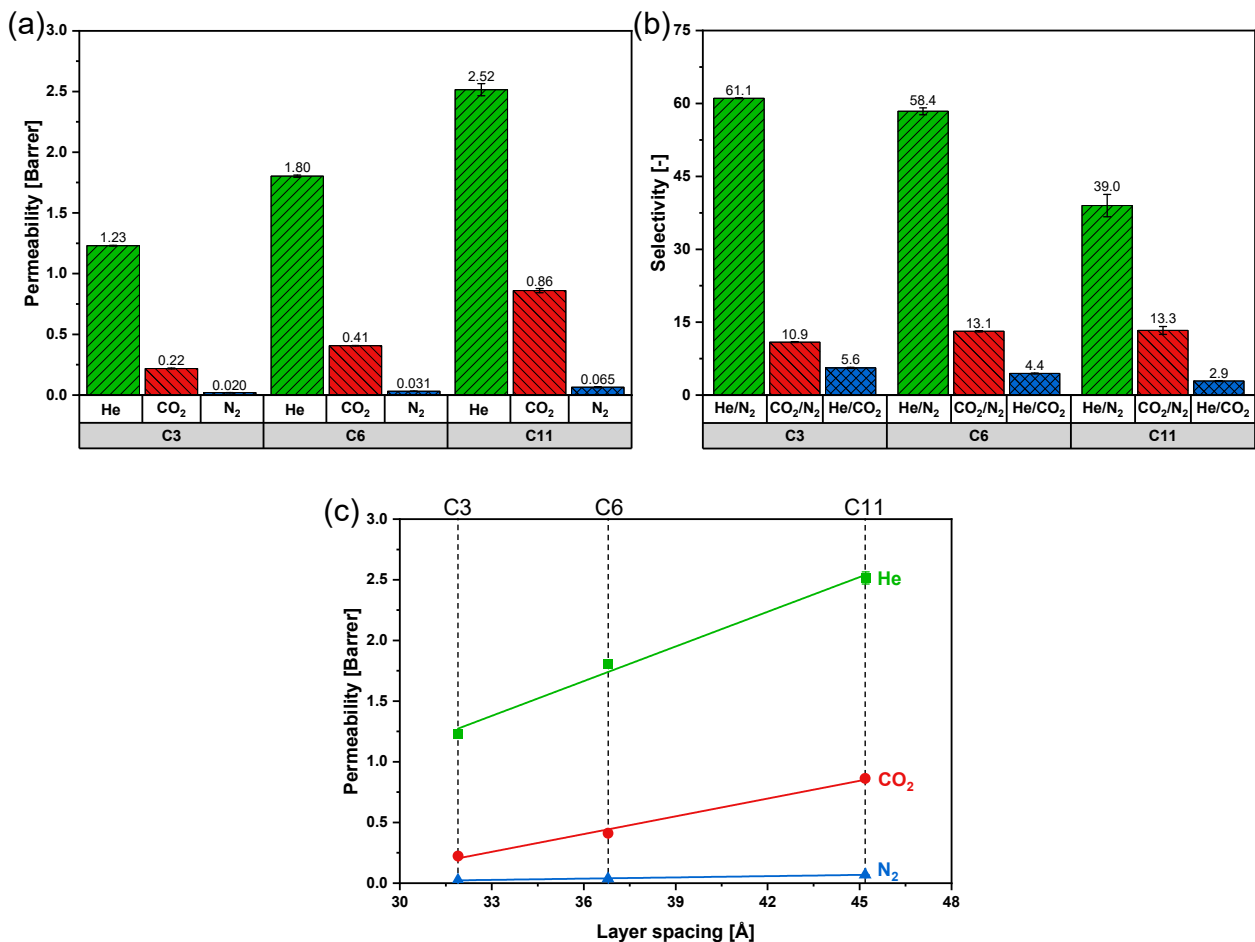 (a)
Permeability [Barrer]
3.0
2.5
2.0
1.5
1.0
0.5
0.0
1.23
0.22
0.020
1.80
0.41
0.031
2.52
0.86
0.065
He CO₂ N₂ He CO₂ N₂ He CO₂ N₂
C3 C6 C11
(b)
Selectivity [-]
75
60
45
30
15
0
61.1
10.9
5.6
58.4
13.1
4.4
39.0
13.3
2.9
He/N₂ CO₂/N₂ He/CO₂ He/N₂ CO₂/N₂ He/CO₂ He/N₂ CO₂/N₂ He/CO₂
C3 C6 C11
(c)
C3 C6 C11
Permeability [Barrer]
3.0
2.5
2.0
1.5
1.0
0.5
0.0
He
CO₂
N₂
30 33 36 39 42 45 48
Layer spacing [Å]